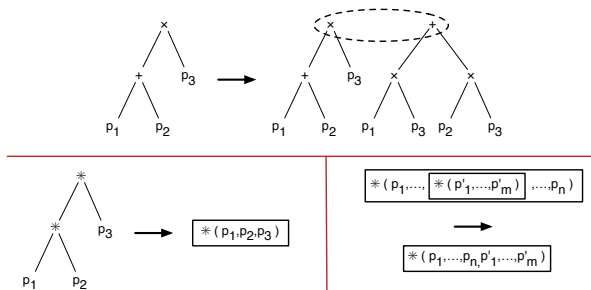 × × +
+ p3 + p3 × ×
p1 p2 p1 p2 p1 p3 p2 p3
✳
✳ p3
p1 p2
✳ ( p1,p2,p3 )
✳ ( p1,..., ✳ (p'1,...,p'm) ,...,pn )
✳ ( p1,...,pn,p'1,...,p'm )